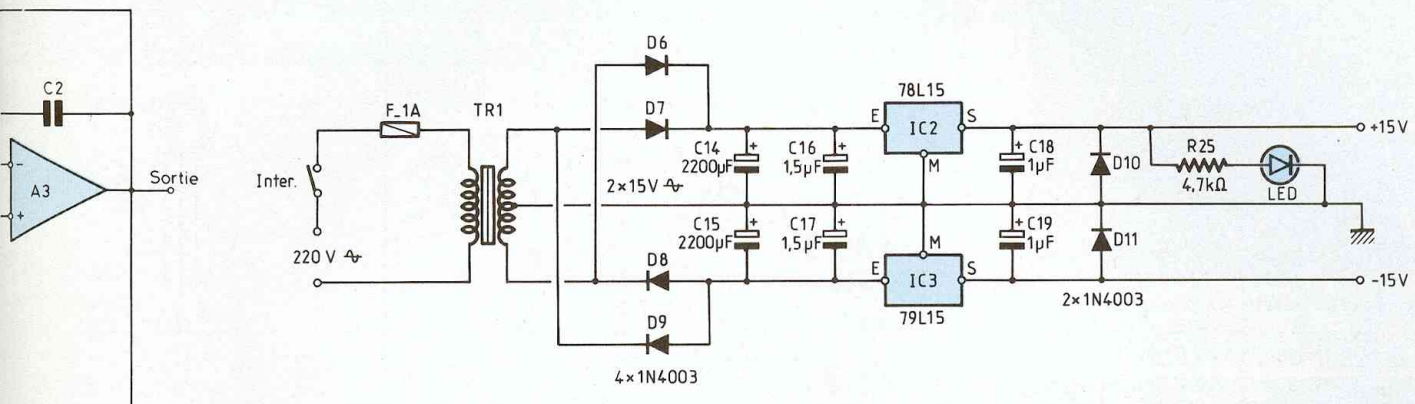 C2
-
A3
+
Sortie
Inter.
220 V
F_1A
TR1
2×15V
D6
D7
D8
D9
4×1N4003
C14
2200µF
+
C16
1,5µF
+
C15
2200µF
+
C17
1,5µF
+
78L15
E
IC2
S
M
M
E
IC3
S
79L15
C18
1µF
+
C19
1µF
+
D10
D11
2×1N4003
R25
4,7kΩ
LED
+15V
-15V